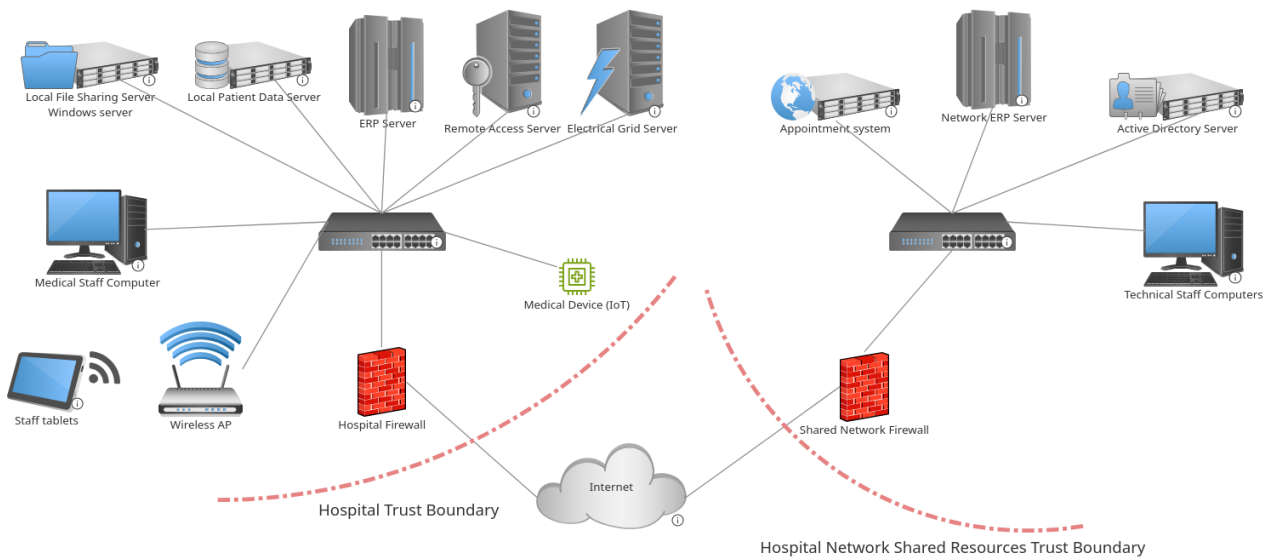 Local File Sharing Server
Windows server
Local Patient Data Server
ERP Server
Remote Access Server
Electrical Grid Server
Appointment system
Network ERP Server
Active Directory Server
Medical Staff Computer
Medical Device (IoT)
Technical Staff Computers
Staff tablets
Wireless AP
Hospital Firewall
Shared Network Firewall
Internet
Hospital Trust Boundary
Hospital Network Shared Resources Trust Boundary